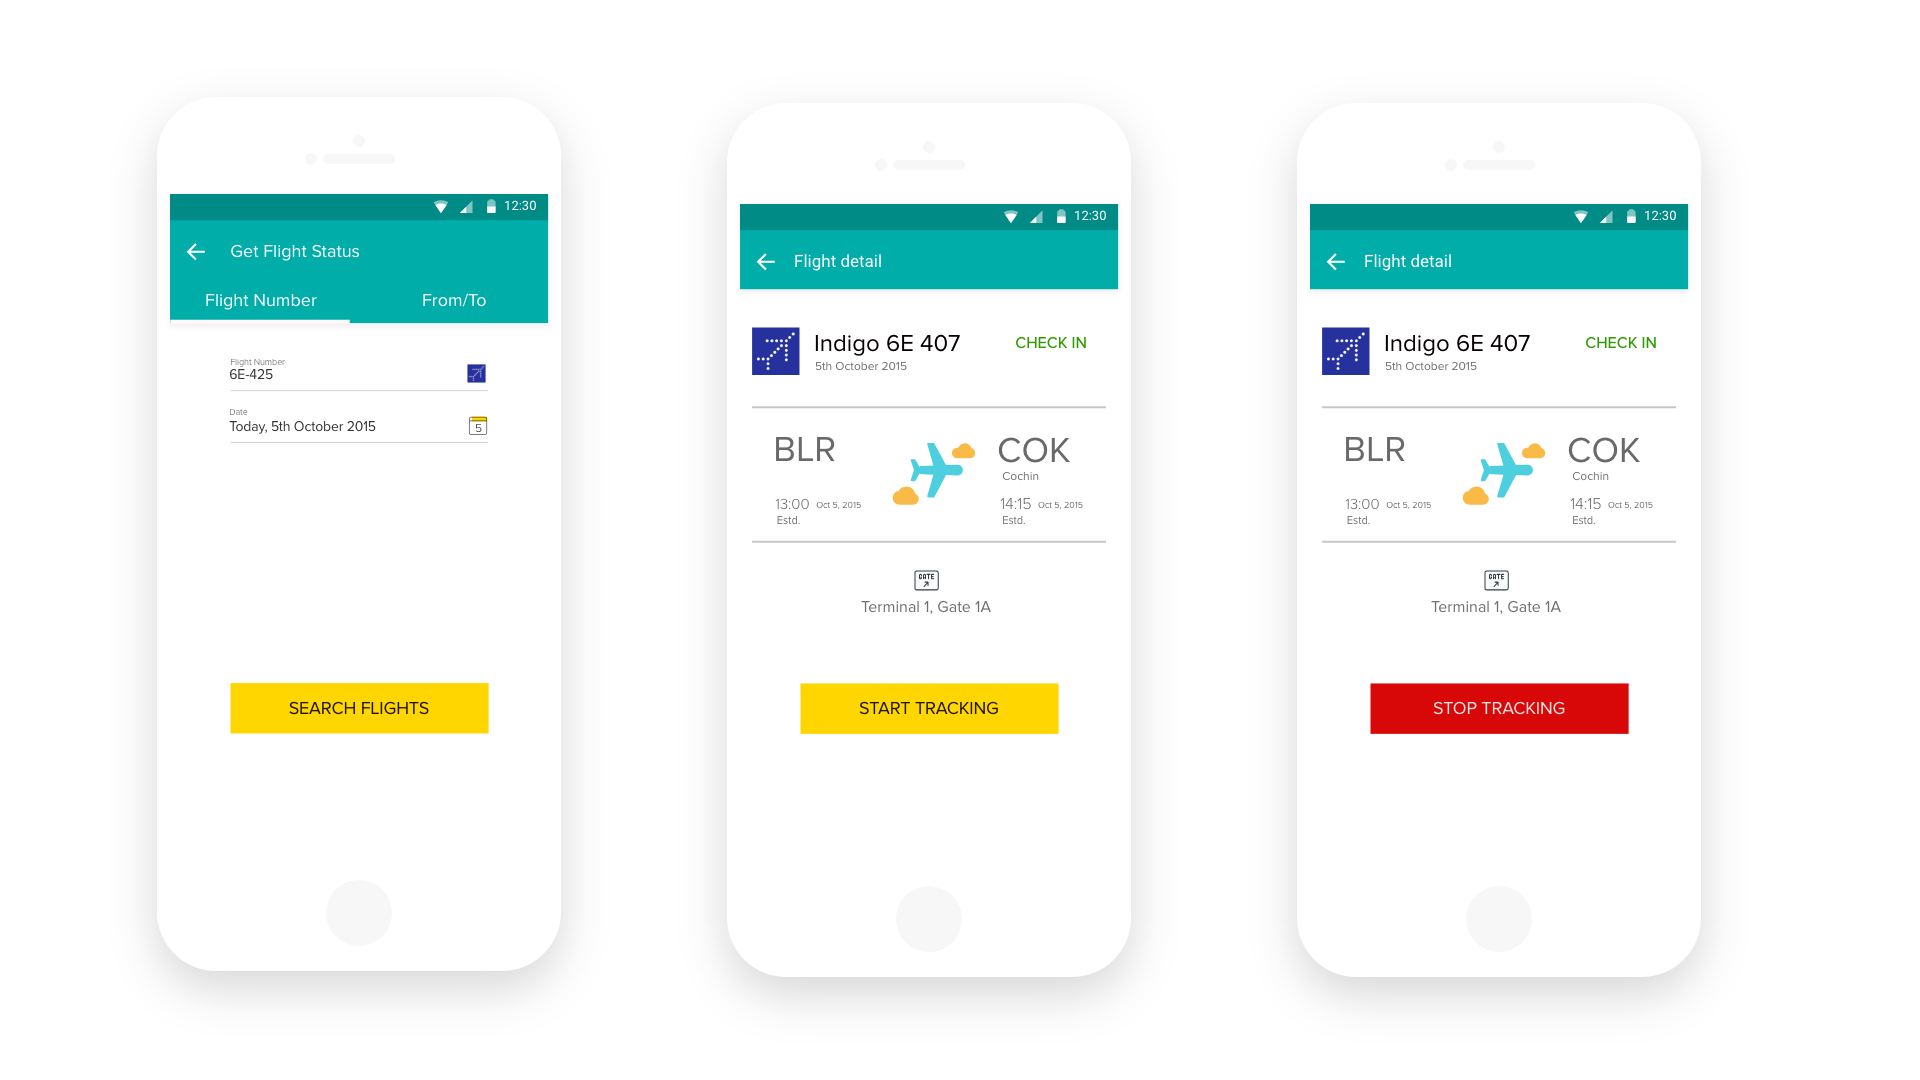 12:30
Get Flight Status
Flight Number From/To
Flight Number
6E-425
Date
Today, 5th October 2015
5
SEARCH FLIGHTS
12:30
Flight detail
Indigo 6E 407
CHECK IN
5th October 2015
BLR
COK
Cochin
13:00 Oct 5, 2015
Estd.
14:15 Oct 5, 2015
Estd.
GATE
Terminal 1, Gate 1A
START TRACKING
12:30
Flight detail
Indigo 6E 407
CHECK IN
5th October 2015
BLR
COK
Cochin
13:00 Oct 5, 2015
Estd.
14:15 Oct 5, 2015
Estd.
GATE
Terminal 1, Gate 1A
STOP TRACKING